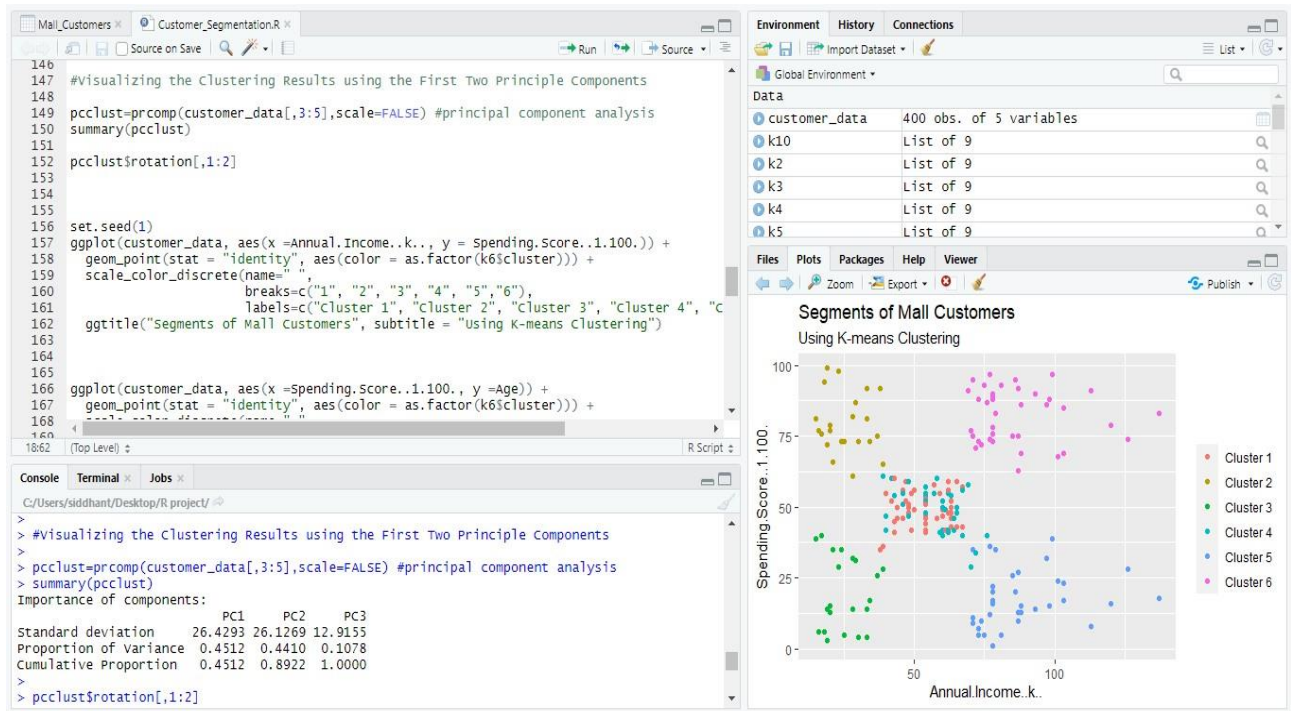 Mall_Customers
Customer_Segmentation.R
Source on Save
Run
Source
146
147 #Visualizing the Clustering Results using the First Two Principle Components
148
149 pcclust=prcomp(customer_data[,3:5],scale=FALSE) #principal component analysis
150 summary(pcclust)
151
152 pcclust$rotation[,1:2]
153
154
155
156 set.seed(1)
157 ggplot(customer_data, aes(x =Annual.Income..k.., y = Spending.Score..1.100.)) +
158 geom_point(stat = "identity", aes(color = as.factor(k6$cluster))) +
159 scale_color_discrete(name=" ",
160 breaks=c("1", "2", "3", "4", "5","6"),
161 labels=c("Cluster 1", "Cluster 2", "Cluster 3", "Cluster 4", "C
162 ggtitle("Segments of Mall Customers", subtitle = "Using K-means Clustering")
163
164
165
166 ggplot(customer_data, aes(x =Spending.Score..1.100., y =Age)) +
167 geom_point(stat = "identity", aes(color = as.factor(k6$cluster))) +
168
169
18:62 (Top Level)
R Script
Console Terminal Jobs
C:/Users/siddhant/Desktop/R project/
>
> #Visualizing the Clustering Results using the First Two Principle Components
>
> pcclust=prcomp(customer_data[,3:5],scale=FALSE) #principal component analysis
> summary(pcclust)
Importance of components:
PC1 PC2 PC3
Standard deviation 26.4293 26.1269 12.9155
Proportion of Variance 0.4512 0.4410 0.1078
Cumulative Proportion 0.4512 0.8922 1.0000
>
> pcclust$rotation[,1:2]
Environment History Connections
Import Dataset
List
Global Environment
Data
customer_data 400 obs. of 5 variables
k10 List of 9
k2 List of 9
k3 List of 9
k4 List of 9
k5 List of 9
Files Plots Packages Help Viewer
Zoom Export
Publish
Segments of Mall Customers
Using K-means Clustering
100
75
50
25
0
Spending.Score..1.100.
50 100
Annual.Income..k..
Cluster 1
Cluster 2
Cluster 3
Cluster 4
Cluster 5
Cluster 6